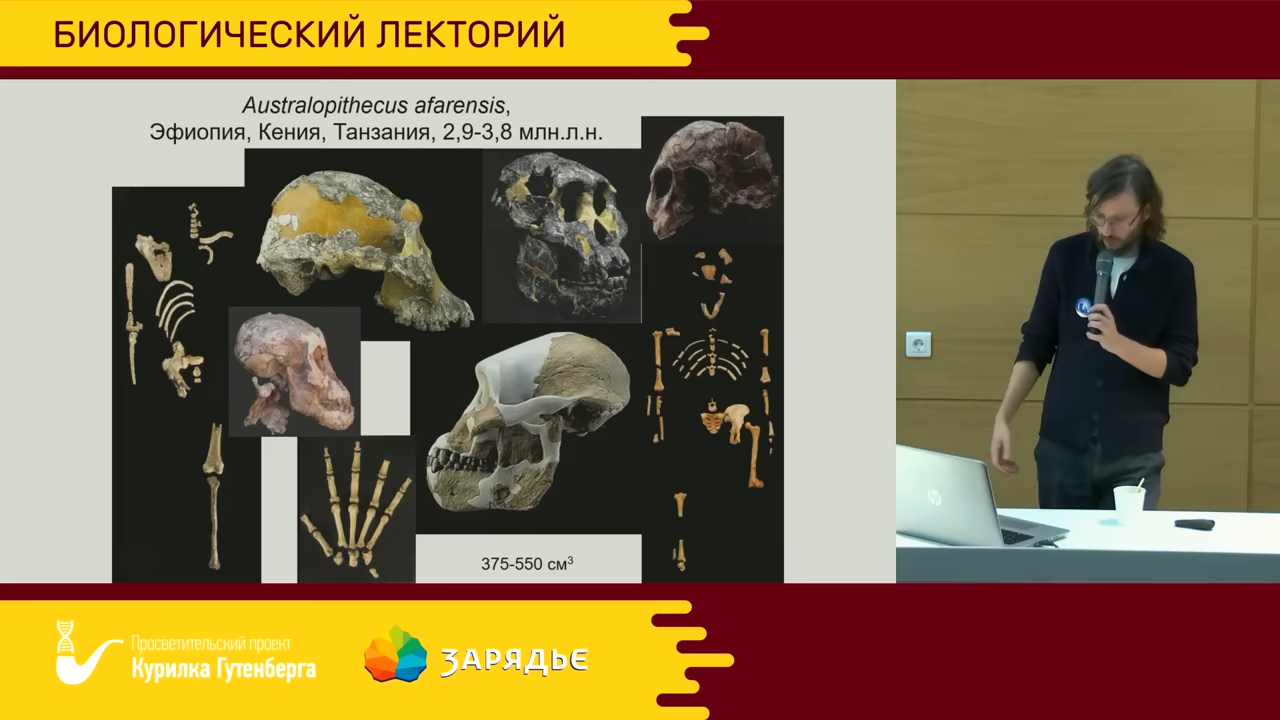 БИОЛОГИЧЕСКИЙ ЛЕКТОРИЙ
Australopithecus afarensis,
Эфиопия, Кения, Танзания, 2,9-3,8 млн.л.н.
375-550 см³
hp
Просветительский проект
Курилка Гутенберга
ЗАРЯДЬЕ